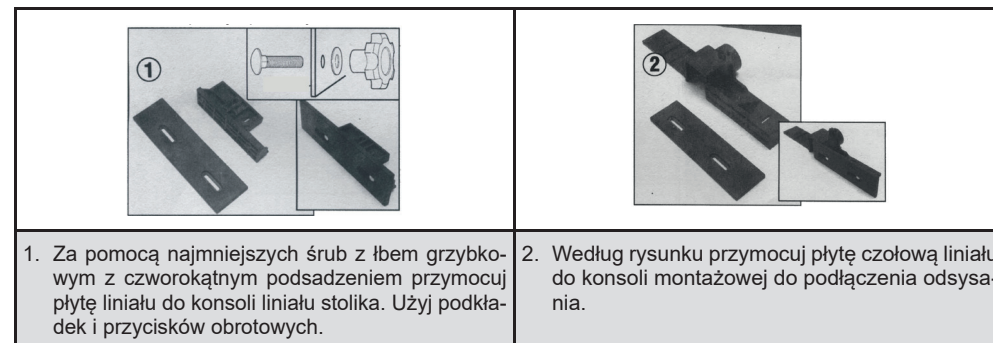 1
2
1. Za pomocą najmniejszych śrub z łbem grzybko-
wym z czworokątnym podsadzeniem przymocuj
płytę liniału do konsoli liniału stolika. Użyj podkła-
dek i przycisków obrotowych.
2. Według rysunku przymocuj płytę czołową liniału
do konsoli montażowej do podłączenia odsysa-
nia.